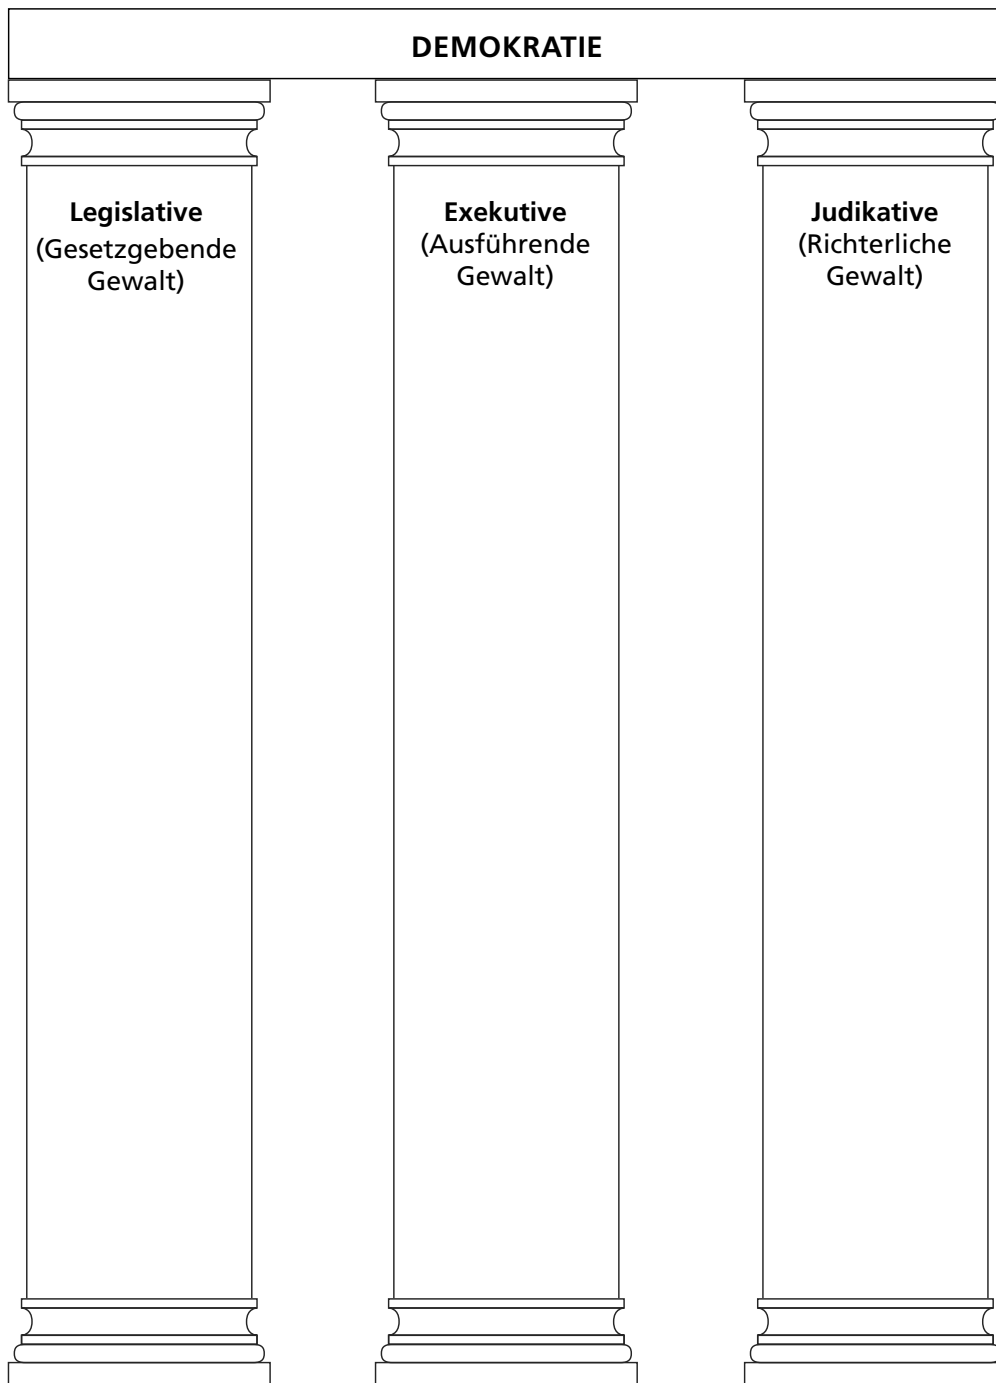 DEMOKRATIE
Legislative
(Gesetzgebende
Gewalt)
Exekutive
(Ausführende
Gewalt)
Judikative
(Richterliche
Gewalt)